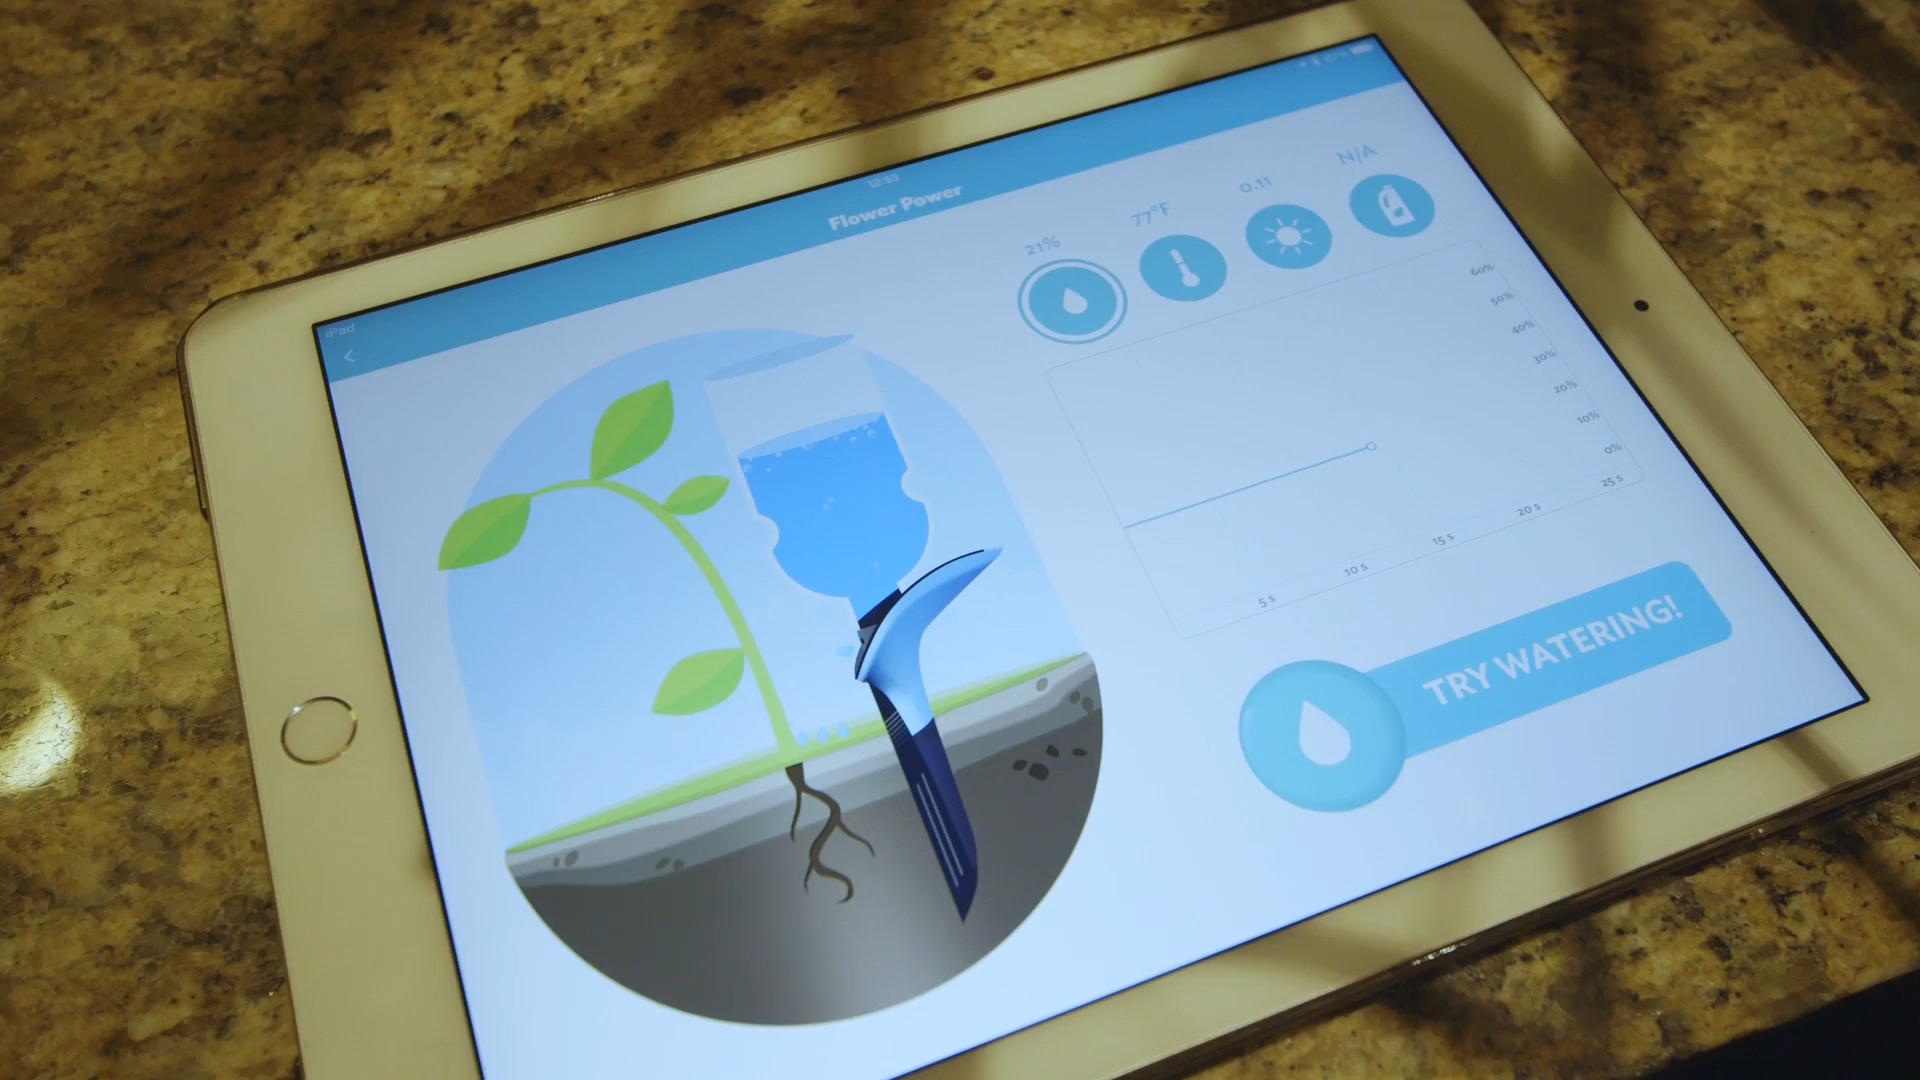 iPad
12:53
Flower Power
21%
77°F
0.11
N/A
60%
50%
40%
30%
20%
10%
0%
5 s
10 s
15 s
20 s
25 s
TRY WATERING!